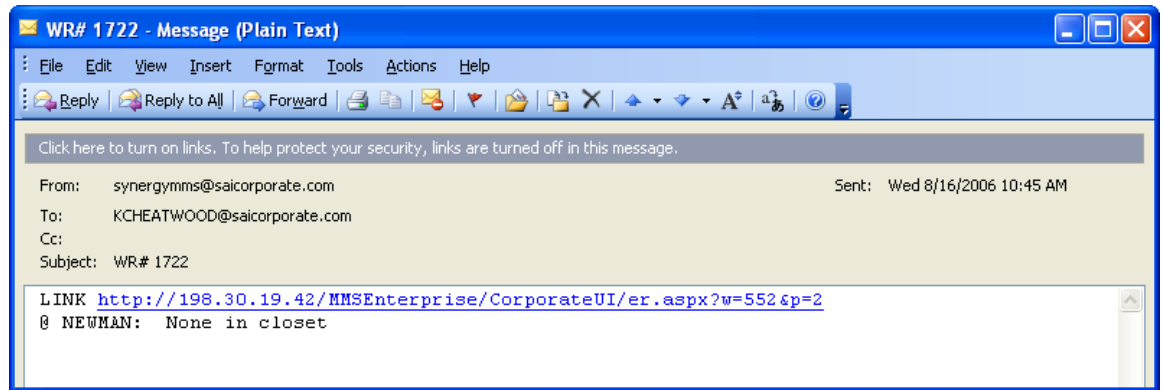 WR# 1722 - Message (Plain Text)
File Edit View Insert Format Tools Actions Help
Reply Reply to All Forward
Click here to turn on links. To help protect your security, links are turned off in this message.
From: synergymms@saicorporate.com Sent: Wed 8/16/2006 10:45 AM
To: KCHEATWOOD@saicorporate.com
Cc:
Subject: WR# 1722
LINK http://198.30.19.42/MMSEnterprise/CorporateUI/er.aspx?w=552&p=2
@ NEWMAN: None in closet